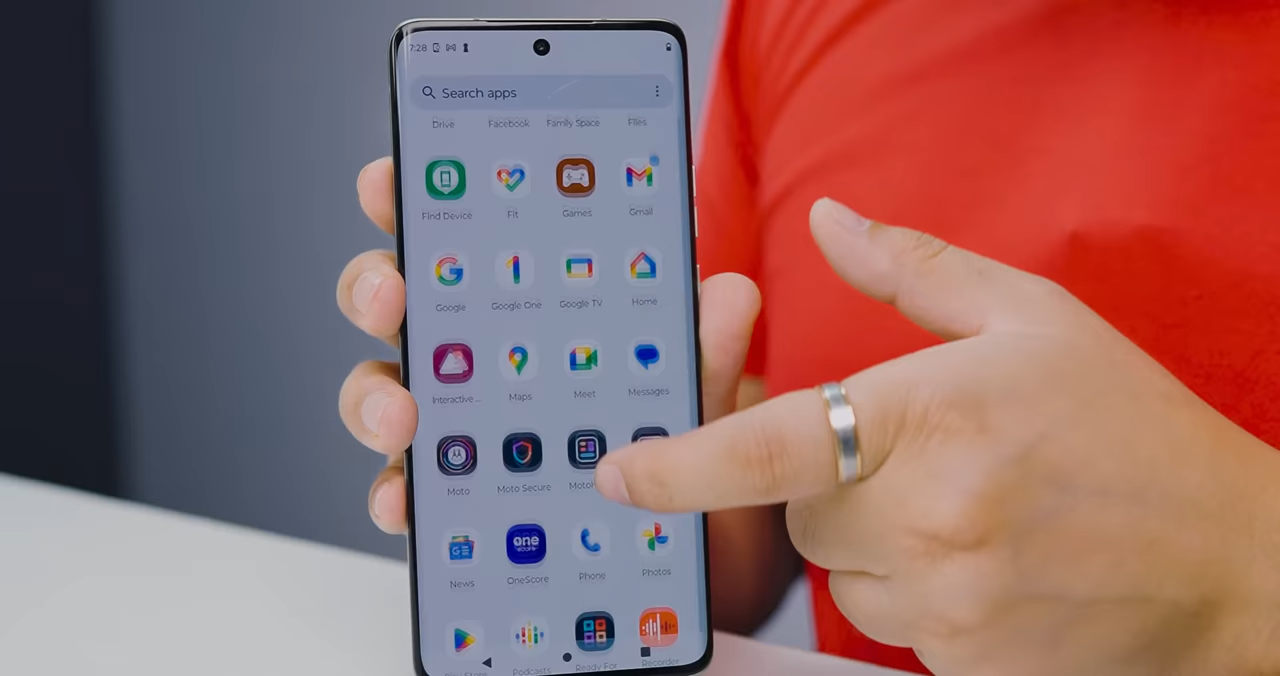 7:28
Search apps
Drive Facebook Family Space Files
Find Device Fit Games Gmail
Google Google One Google TV Home
Interactive ... Maps Meet Messages
Moto Moto Secure
News OneScore Phone Photos
one
Podcasts Ready For Recorder